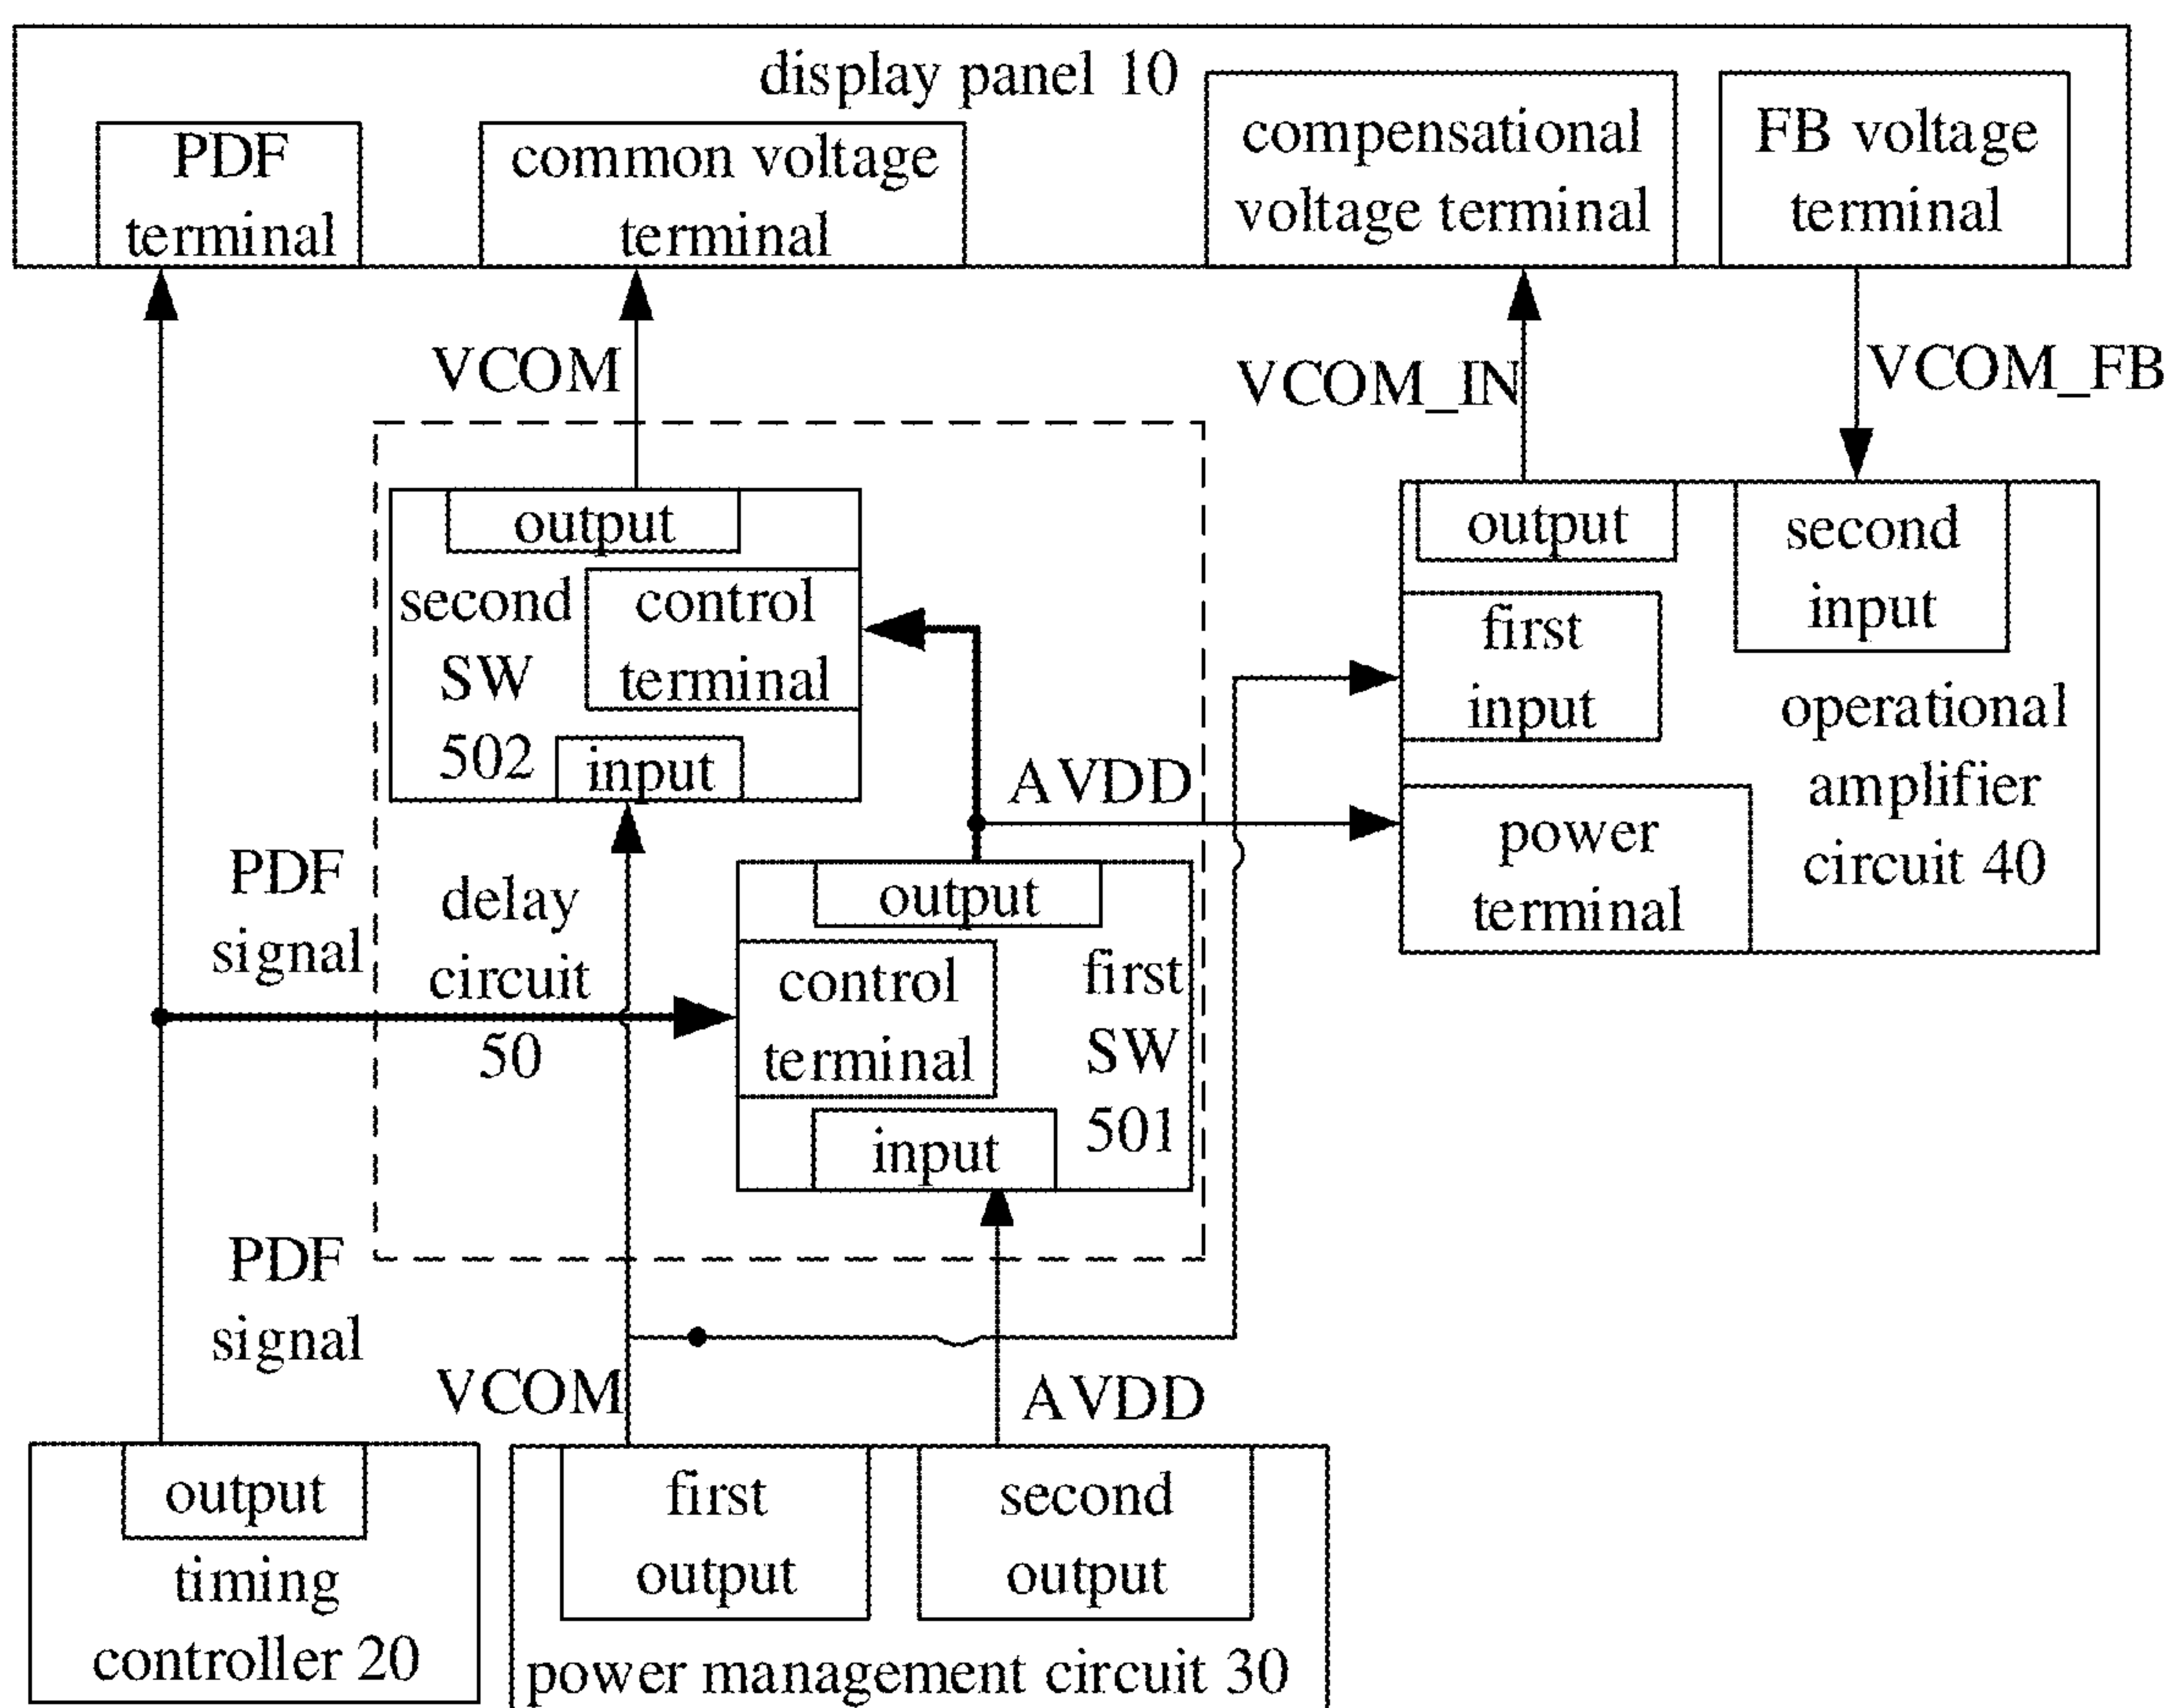 display panel 10
PDF
terminal
common voltage
terminal
compensational
voltage terminal
FB voltage
terminal
VCOM
VCOM_IN
VCOM_FB
output
second
SW
502
control
terminal
input
output
second
input
first
input
operational
amplifier
circuit 40
power
terminal
AVDD
PDF
signal
delay
circuit
50
output
control
terminal
first
SW
501
input
PDF
signal
VCOM
AVDD
output
timing
controller 20
first
output
second
output
power management circuit 30